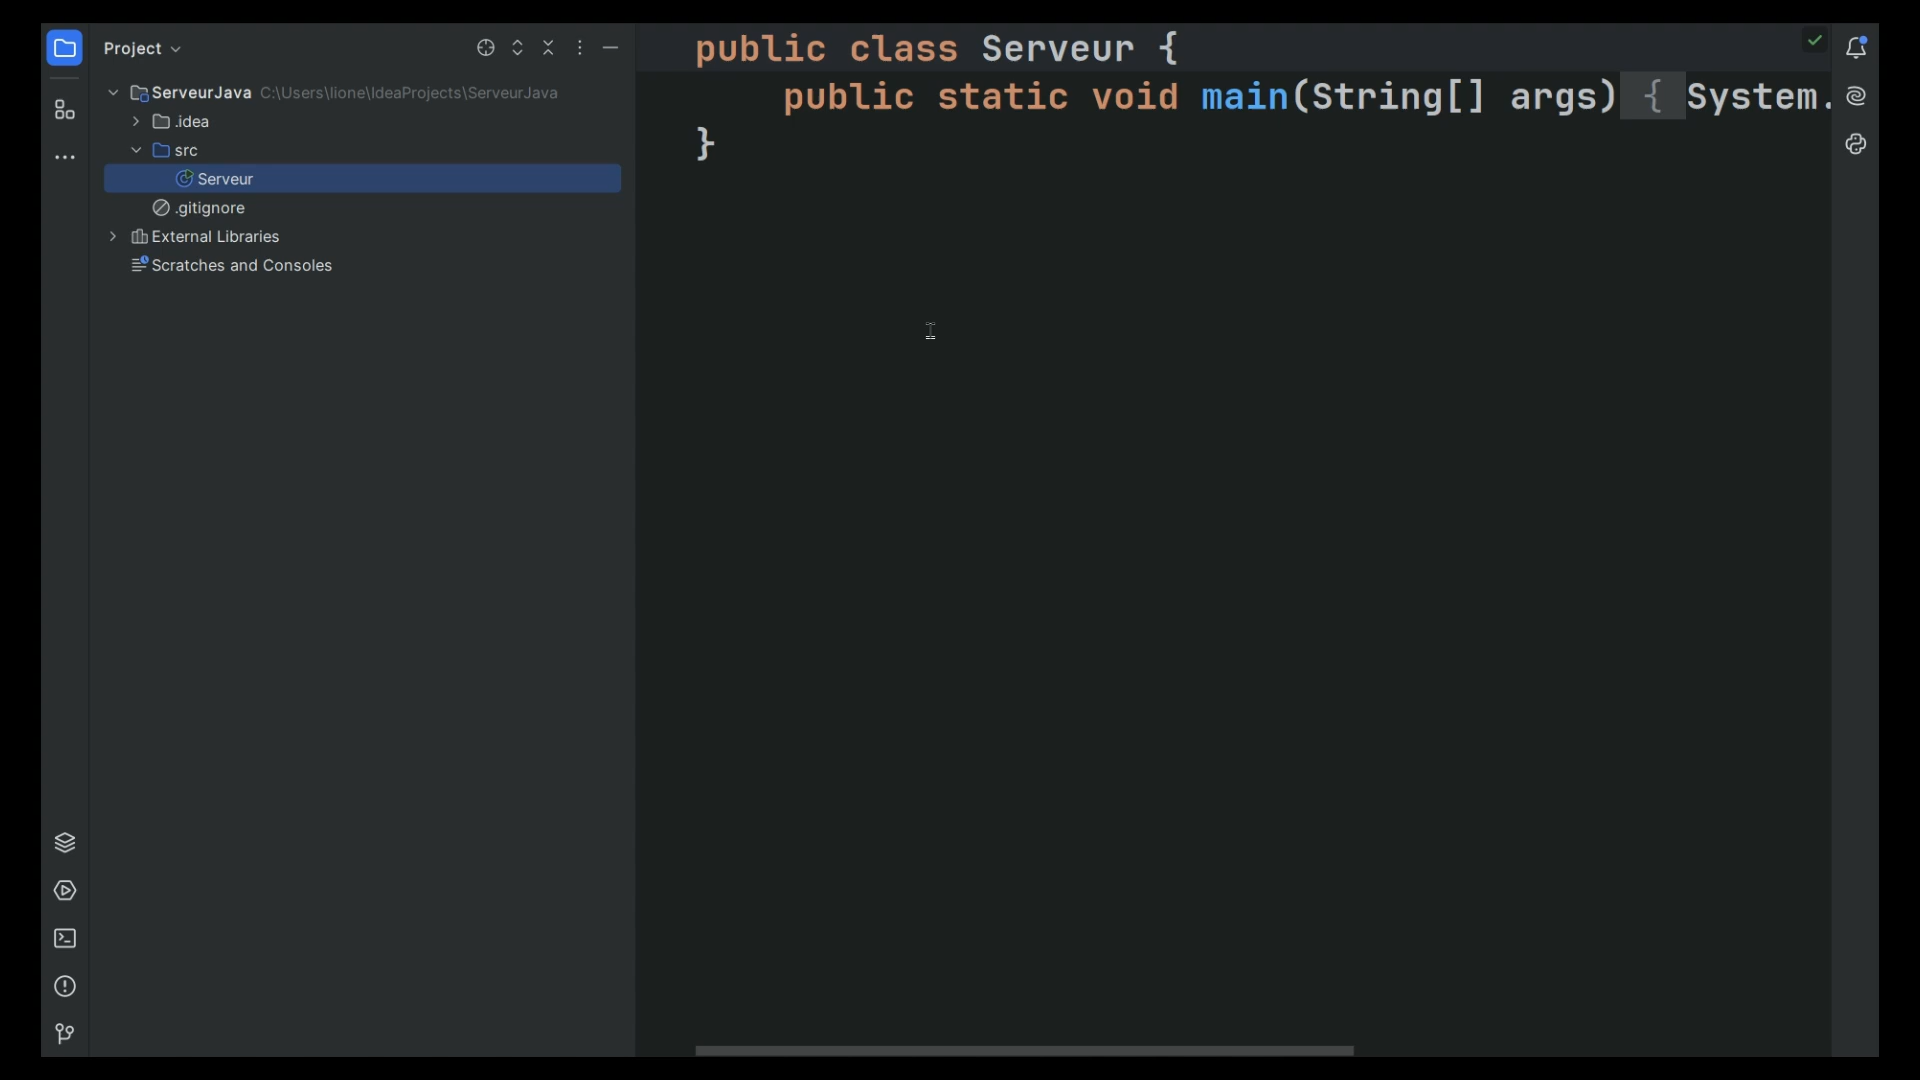 Project
ServeurJava C:\Users\lione\IdeaProjects\ServeurJava
.idea
src
Serveur
.gitignore
External Libraries
Scratches and Consoles
public class Serveur {
public static void main(String[] args) { System.
}